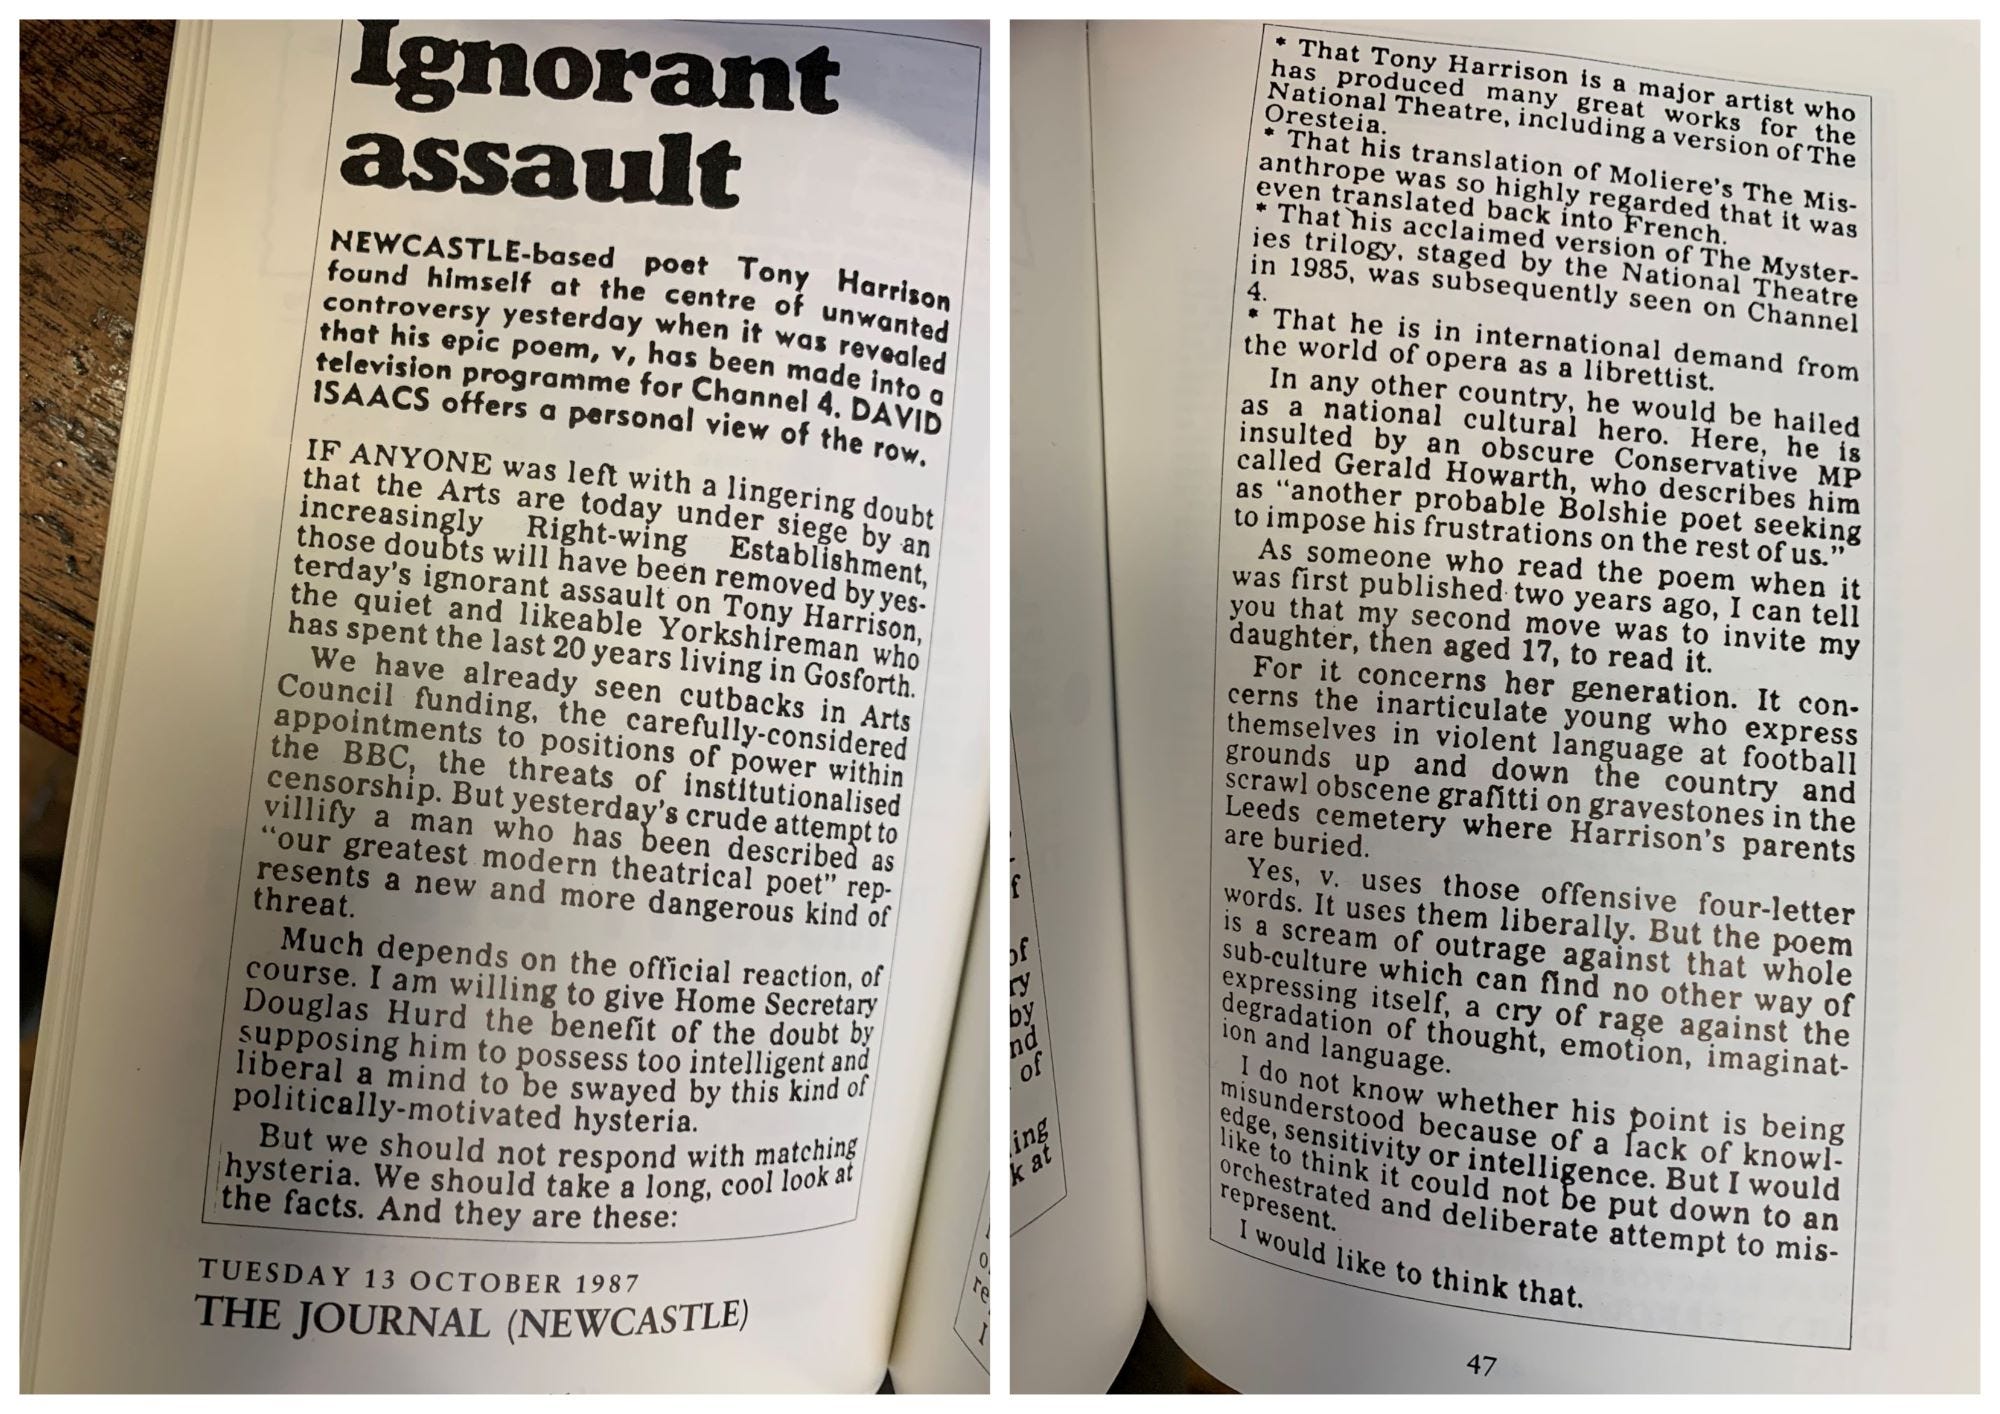 Ignorant
assault
NEWCASTLE-based poet Tony Harrison
found himself at the centre of unwanted
controversy yesterday when it was revealed
that his epic poem, v, has been made into a
television programme for Channel 4. DAVID
ISAACS offers a personal view of the row.
IF ANYONE was left with a lingering doubt
that the Arts are today under siege by an
increasingly Right-wing Establishment,
those doubts will have been removed by yes-
terday's ignorant assault on Tony Harrison,
the quiet and likeable Yorkshireman who
has spent the last 20 years living in Gosforth.
We have already seen cutbacks in Arts
Council funding, the carefully-considered
appointments to positions of power within
the BBC, the threats of institutionalised
censorship. But yesterday's crude attempt to
villify a man who has been described as
"our greatest modern theatrical poet" rep-
resents a new and more dangerous kind of
threat.
Much depends on the official reaction, of
course. I am willing to give Home Secretary
Douglas Hurd the benefit of the doubt by
supposing him to possess too intelligent and
liberal a mind to be swayed by this kind of
politically-motivated hysteria.
But we should not respond with matching
hysteria. We should take a long, cool look at
the facts. And they are these:
TUESDAY 13 OCTOBER 1987
THE JOURNAL (NEWCASTLE)
* That Tony Harrison is a major artist who
has produced many great works for the
National Theatre, including a version of The
Oresteia.
* That his translation of Moliere's The Mis-
anthrope was so highly regarded that it was
even translated back into French.
* That his acclaimed version of The Myster-
ies trilogy, staged by the National Theatre
in 1985, was subsequently seen on Channel
4.
* That he is in international demand from
the world of opera as a librettist.
In any other country, he would be hailed
as a national cultural hero. Here, he is
insulted by an obscure Conservative MP
called Gerald Howarth, who describes him
as "another probable Bolshie poet seeking
to impose his frustrations on the rest of us."
As someone who read the poem when it
was first published two years ago, I can tell
you that my second move was to invite my
daughter, then aged 17, to read it.
For it concerns her generation. It con-
cerns the inarticulate young who express
themselves in violent language at football
grounds up and down the country and
scrawl obscene grafitti on gravestones in the
Leeds cemetery where Harrison's parents
are buried.
Yes, v. uses those offensive four-letter
words. It uses them liberally. But the poem
is a scream of outrage against that whole
sub-culture which can find no other way of
expressing itself, a cry of rage against the
degradation of thought, emotion, imaginat-
ion and language.
I do not know whether his point is being
misunderstood because of a lack of knowl-
edge, sensitivity or intelligence. But I would
like to think it could not be put down to an
orchestrated and deliberate attempt to mis-
represent.
I would like to think that.
47